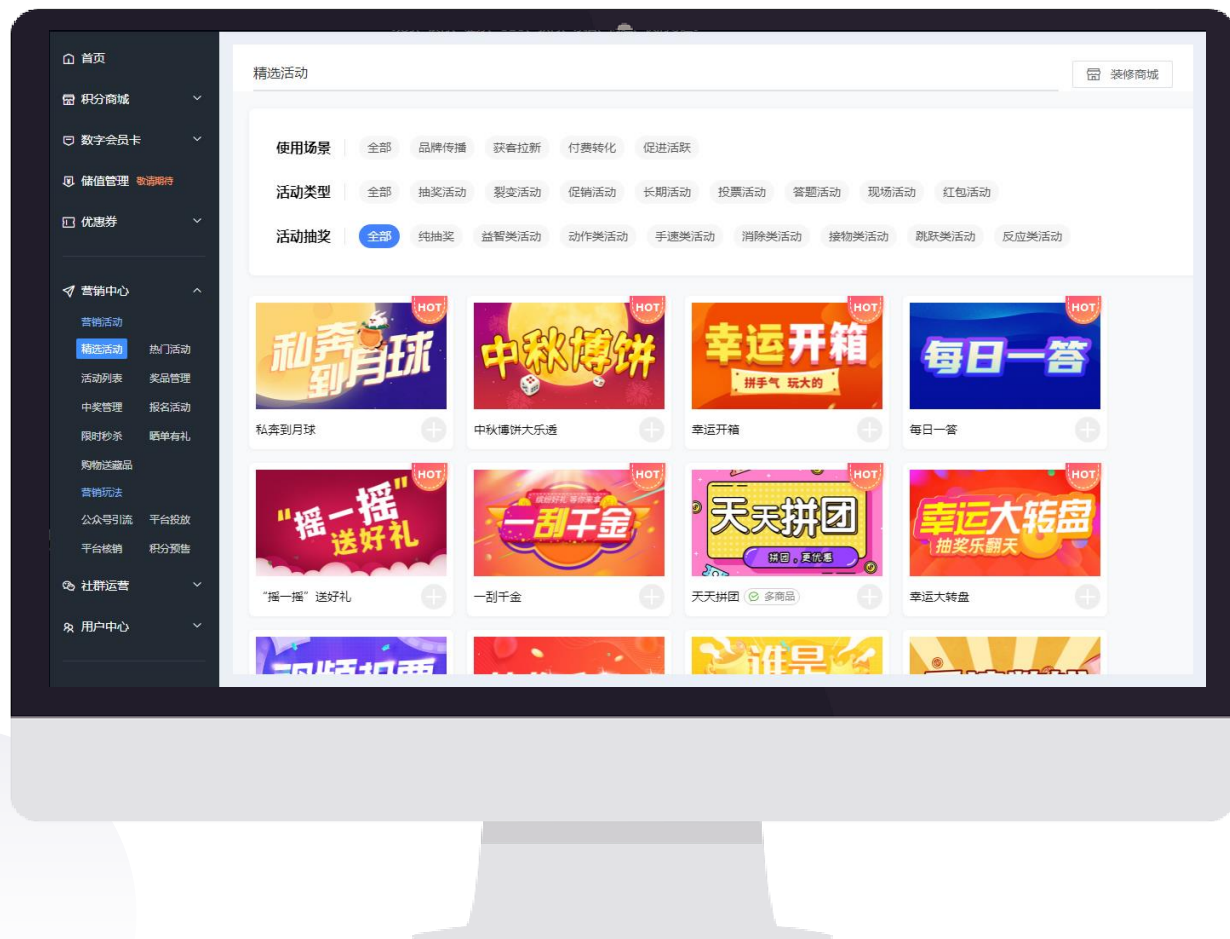 首页
积分商城
数字会员卡
储值管理 敬请期待
优惠券
营销中心
营销活动
精选活动 热门活动
活动列表 奖品管理
中奖管理 报名活动
限时秒杀 晒单有礼
购物送藏品
营销玩法
公众号引流 平台投放
平台核销 积分预售
社群运营
用户中心
精选活动
装修商城
使用场景 全部 品牌传播 获客拉新 付费转化 促进活跃
活动类型 全部 抽奖活动 裂变活动 促销活动 长期活动 投票活动 答题活动 现场活动 红包活动
活动抽奖 全部 纯抽奖 益智类活动 动作类活动 手速类活动 消除类活动 接物类活动 跳跃类活动 反应类活动
HOT
私奔到月球
私奔到月球
HOT
中秋博饼
中秋博饼大乐透
HOT
幸运开箱
拼手气 玩大的
幸运开箱
HOT
每日一答
每日一答
HOT
“摇一摇”
送好礼
“摇一摇”送好礼
HOT
缤纷好礼 等你来拿
一刮千金
一刮千金
HOT
天天拼团
拼团，更优惠
天天拼团 多商品
HOT
幸运大转盘
抽奖乐翻天
幸运大转盘
视频投票
谁是